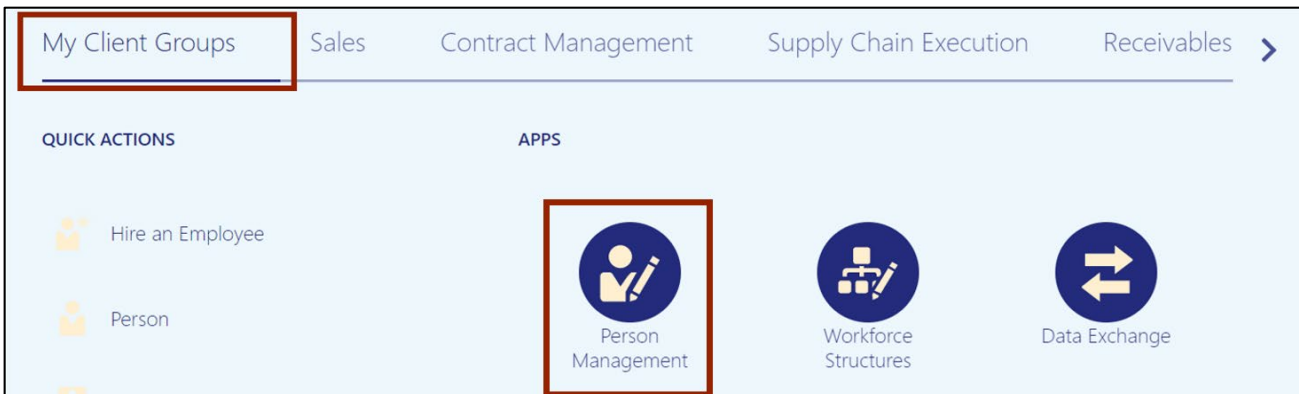 My Client Groups Sales Contract Management Supply Chain Execution Receivables
QUICK ACTIONS APPS
Hire an Employee
Person
Person
Management
Workforce
Structures
Data Exchange